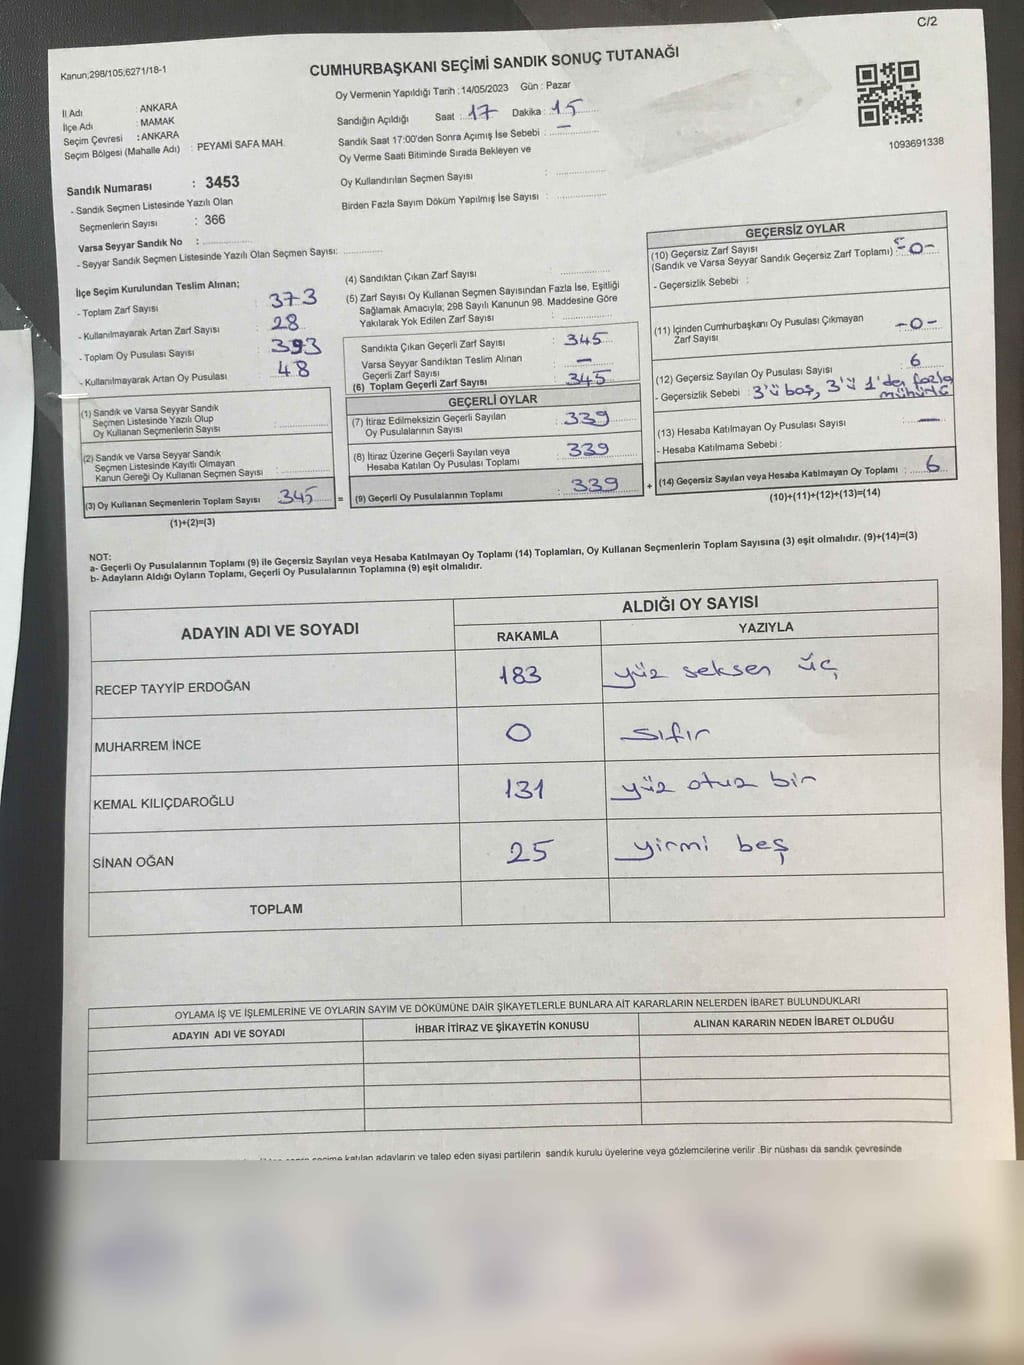 C/2
Kanun;298/105;6271/18-1
CUMHURBAŞKANI SEÇİMİ SANDIK SONUÇ TUTANAĞI
Oy Vermenin Yapıldığı Tarih : 14/05/2023 Gün : Pazar
İl Adı : ANKARA
İlçe Adı : MAMAK
Seçim Çevresi : ANKARA
Seçim Bölgesi (Mahalle Adı) : PEYAMİ SAFA MAH.
Sandığın Açıldığı Saat : 17 Dakika : 15
Sandık Saat 17:00'den Sonra Açımış İse Sebebi : —
Oy Verme Saati Bitiminde Sırada Bekleyen ve
Oy Kullandırılan Seçmen Sayısı :
Birden Fazla Sayım Döküm Yapılmış İse Sayısı :
1093691338
Sandık Numarası : 3453
- Sandık Seçmen Listesinde Yazılı Olan
Seçmenlerin Sayısı : 366
Varsa Seyyar Sandık No :
- Seyyar Sandık Seçmen Listesinde Yazılı Olan Seçmen Sayısı:
İlçe Seçim Kurulundan Teslim Alınan;
- Toplam Zarf Sayısı : 373
- Kullanılmayarak Artan Zarf Sayısı : 28
- Toplam Oy Pusulası Sayısı : 393
- Kullanılmayarak Artan Oy Pusulası : 48
(1) Sandık ve Varsa Seyyar Sandık
Seçmen Listesinde Yazılı Olup
Oy Kullanan Seçmenlerin Sayısı :
(2) Sandık ve Varsa Seyyar Sandık
Seçmen Listesinde Kayıtlı Olmayan
Kanun Gereği Oy Kullanan Seçmen Sayısı :
(3) Oy Kullanan Seçmenlerin Toplam Sayısı 345 =
(1)+(2)=(3)
(4) Sandıktan Çıkan Zarf Sayısı :
(5) Zarf Sayısı Oy Kullanan Seçmen Sayısından Fazla İse, Eşitliği
Sağlamak Amacıyla; 298 Sayılı Kanunun 98. Maddesine Göre
Yakılarak Yok Edilen Zarf Sayısı :
Sandıkta Çıkan Geçerli Zarf Sayısı : 345
Varsa Seyyar Sandıktan Teslim Alınan
Geçerli Zarf Sayısı : —
(6) Toplam Geçerli Zarf Sayısı : 345
GEÇERLİ OYLAR
(7) İtiraz Edilmeksizin Geçerli Sayılan
Oy Pusulalarının Sayısı : 339
(8) İtiraz Üzerine Geçerli Sayılan veya
Hesaba Katılan Oy Pusulası Toplamı : 339
(9) Geçerli Oy Pusulalarının Toplamı : 339 +
GEÇERSİZ OYLAR
(10) Geçersiz Zarf Sayısı
(Sandık ve Varsa Seyyar Sandık Geçersiz Zarf Toplamı) : -0-
- Geçersizlik Sebebi :
(11) İçinden Cumhurbaşkanı Oy Pusulası Çıkmayan
Zarf Sayısı -0-
(12) Geçersiz Sayılan Oy Pusulası Sayısı 6
- Geçersizlik Sebebi : 3'ü boş, 3'ü 1'den fazla
mühürlü
(13) Hesaba Katılmayan Oy Pusulası Sayısı : —
- Hesaba Katılmama Sebebi :
(14) Geçersiz Sayılan veya Hesaba Katılmayan Oy Toplamı : 6
(10)+(11)+(12)+(13)=(14)
NOT:
a- Geçerli Oy Pusulalarının Toplamı (9) ile Geçersiz Sayılan veya Hesaba Katılmayan Oy Toplamı (14) Toplamları, Oy Kullanan Seçmenlerin Toplam Sayısına (3) eşit olmalıdır. (9)+(14)=(3)
b- Adayların Aldığı Oyların Toplamı, Geçerli Oy Pusulalarının Toplamına (9) eşit olmalıdır.
ADAYIN ADI VE SOYADI ALDIĞI OY SAYISI
RAKAMLA YAZIYLA
RECEP TAYYİP ERDOĞAN 183 yüz seksen üç
MUHARREM İNCE 0 sıfır
KEMAL KILIÇDAROĞLU 131 yüz otuz bir
SİNAN OĞAN 25 yirmi beş
TOPLAM
OYLAMA İŞ VE İŞLEMLERİNE VE OYLARIN SAYIM VE DÖKÜMÜNE DAİR ŞİKAYETLERLE BUNLARA AİT KARARLARIN NELERDEN İBARET BULUNDUKLARI
ADAYIN ADI VE SOYADI İHBAR İTİRAZ VE ŞİKAYETİN KONUSU ALINAN KARARIN NEDEN İBARET OLDUĞU
katılan adayların ve talep eden siyasi partilerin sandık kurulu üyelerine veya gözlemcilerine verilir .Bir nüshası da sandık çevresinde